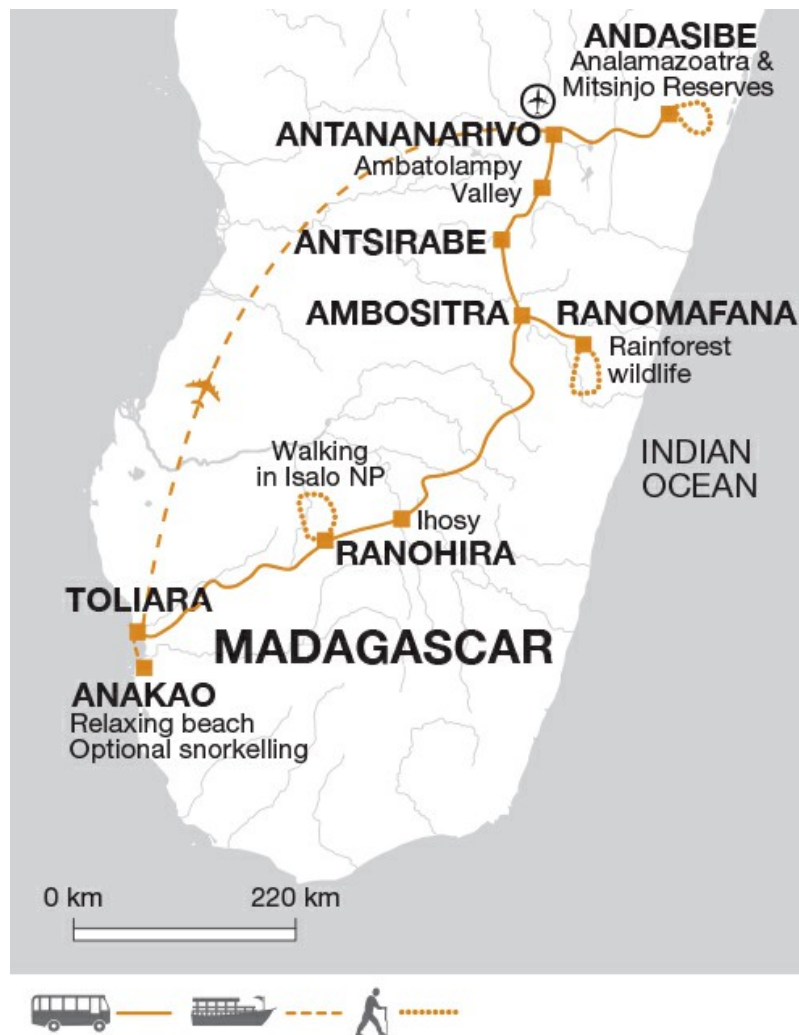 ANDASIBE
Analamazoatra &
Mitsinjo Reserves
ANTANANARIVO
Ambatolampy
Valley
ANTSIRABE
AMBOSITRA
RANOMAFANA
Rainforest
wildlife
INDIAN
OCEAN
Walking
in Isalo NP
Ihosy
RANOHIRA
TOLIARA
MADAGASCAR
ANAKAO
Relaxing beach
Optional snorkelling
0 km
220 km